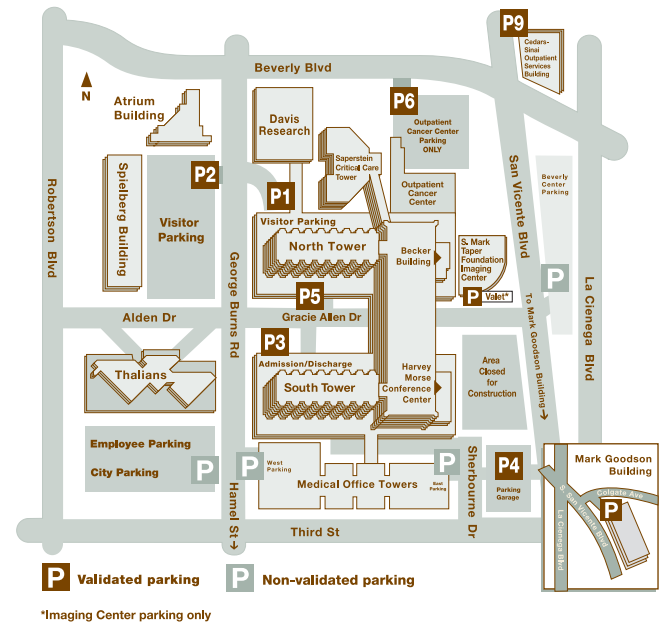 P9
Cedars-
Sinai
Outpatient
Services
Building
Beverly Blvd
N
Atrium
Building
Davis
Research
P6
Outpatient
Cancer Center
Parking
ONLY
Saperstein
Critical Care
Tower
San Vicente Blvd
Beverly
Center
Parking
Robertson Blvd
Spielberg Building
P2
P1
Outpatient
Cancer
Center
Visitor
Parking
Visitor Parking
North Tower
Becker
Building
S. Mark
Taper
Foundation
Imaging
Center
P Valet*
P
George Burns Rd
La Cienega Blvd
P5
Alden Dr
Gracie Allen Dr
To Mark Goodson Building→
P3
Admission/Discharge
Thalians
South Tower
Harvey
Morse
Conference
Center
Area
Closed
for
Construction
Employee Parking
City Parking
P
P
West
Parking
Medical Office Towers
East
Parking
P
Sherbourne Dr
P4
Parking
Garage
Mark Goodson
Building
Colgate Ave
P
S. San Vicente Blvd
La Cienega Blvd
Hamel St→
Third St
P Validated parking
P Non-validated parking
*Imaging Center parking only